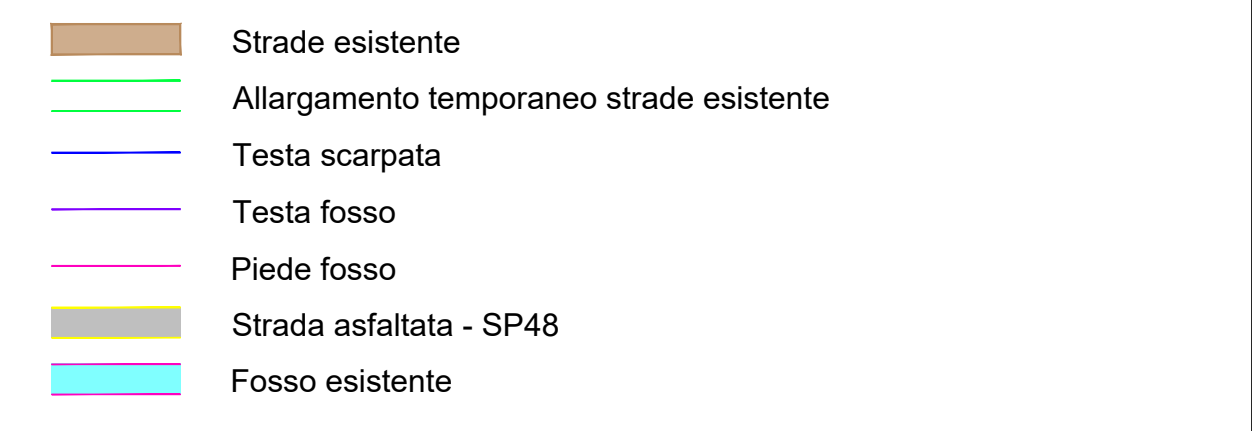 Strade esistente
Allargamento temporaneo strade esistente
Testa scarpata
Testa fosso
Piede fosso
Strada asfaltata - SP48
Fosso esistente